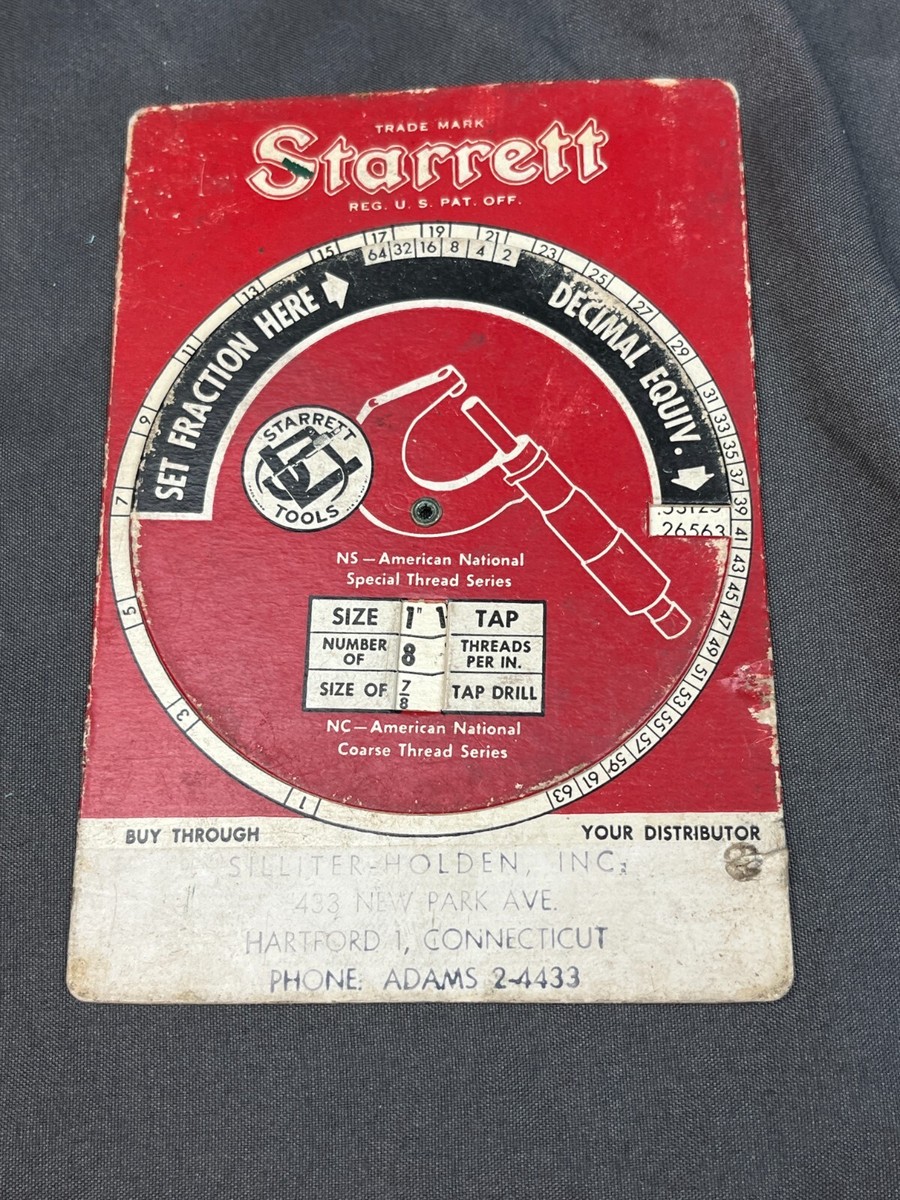 TRADE MARK
Starrett
REG. U. S. PAT. OFF.
1 3 5 7 9 11 13 15 17 19 21 23 25 27 29 31 33 35 37 39 41 43 45 47 49 51 53 55 57 59 61 63
64 32 16 8 4 2
SET FRACTION HERE
DECIMAL EQUIV.
STARRETT
TOOLS
26563
NS—American National
Special Thread Series
SIZE 1" TAP
NUMBER OF 8 THREADS PER IN.
SIZE OF 7/8 TAP DRILL
NC—American National
Coarse Thread Series
BUY THROUGH YOUR DISTRIBUTOR
SILLITER-HOLDEN, INC.
433 NEW PARK AVE.
HARTFORD 1, CONNECTICUT
PHONE: ADAMS 2-4433